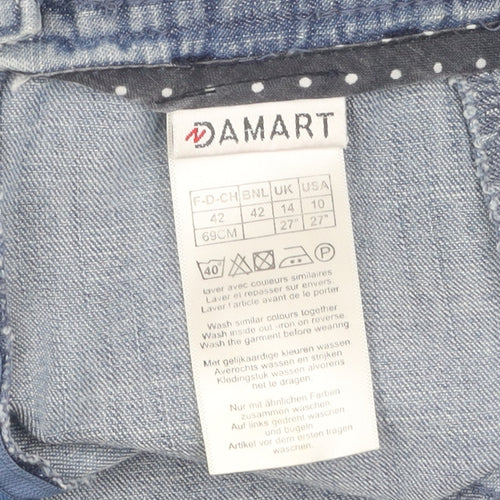 DAMART
F-D-CH BNL UK USA
42 42 14 10
69CM 27" 27"
40 P
laver avec couleurs similaires
Laver et repasser sur envers
Laver l'article avant de le porter.
Wash similar colours together
Wash inside out -iron on reverse.
Wash the garment before wearing
Met gelijkaardige kleuren wassen
Averechts wassen en strijken
Kledingstuk wassen alvorens
het te dragen.
Nur mit ähnlichen Farben
zusammen waschen
Auf links gedreht waschen
und bügeln
Artikel vor dem ersten tragen
waschen.